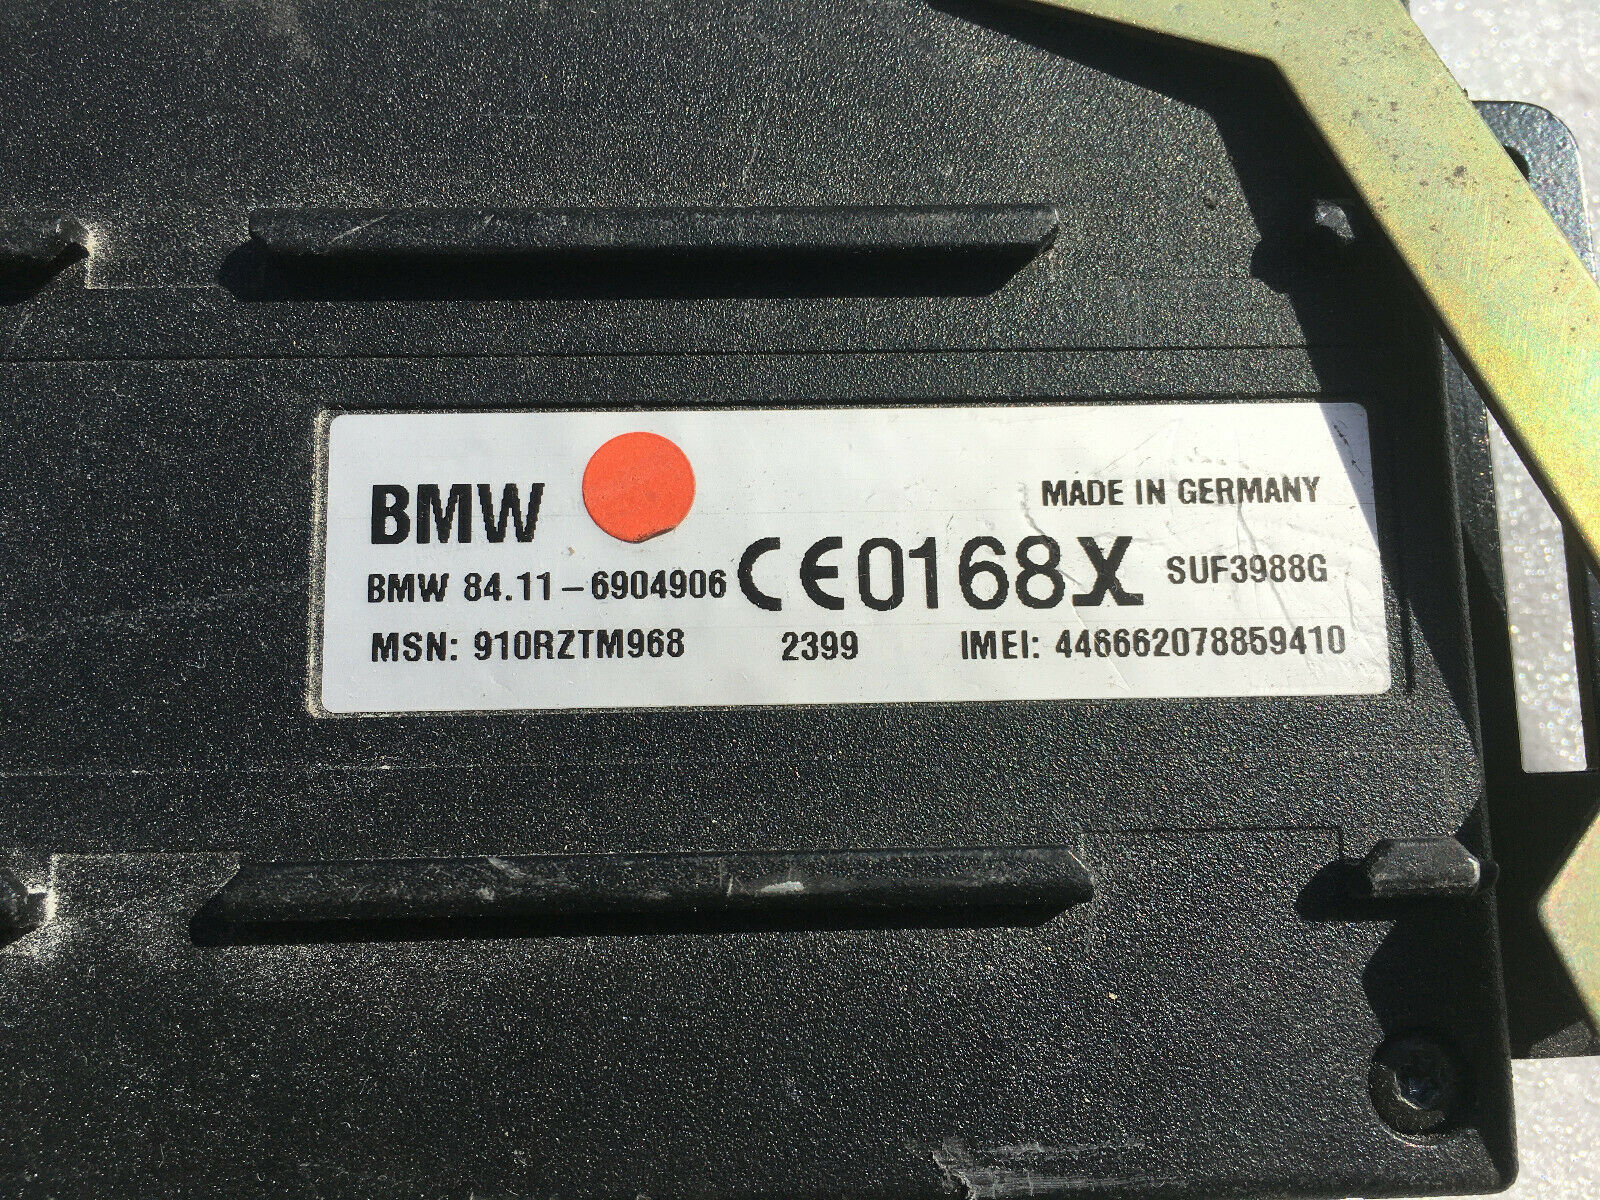 BMW
MADE IN GERMANY
BMW 84.11-6904906 CE0168X SUF3988G
MSN: 910RZTM968 2399 IMEI: 446662078859410